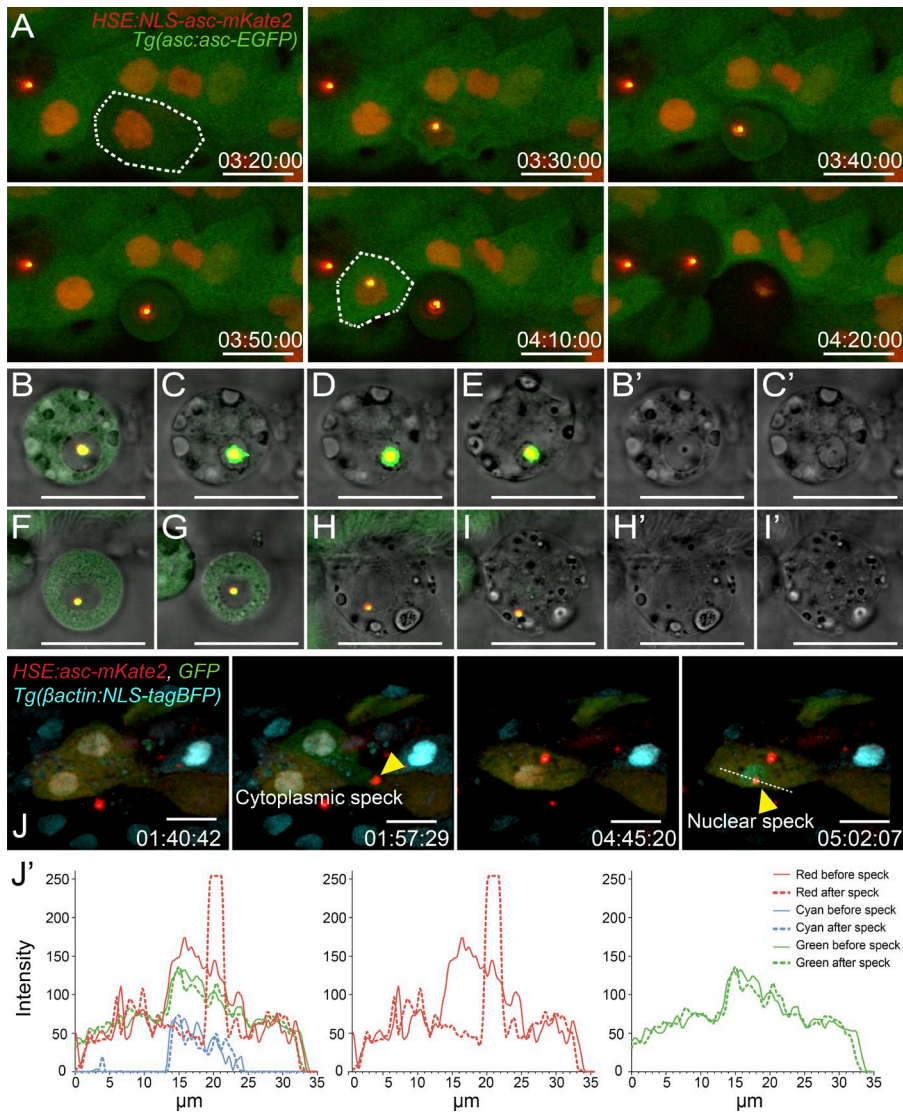 A
HSE:NLS-asc-mKate2
Tg(asc:asc-EGFP)
03:20:00
03:30:00
03:40:00
03:50:00
04:10:00
04:20:00
B
C
D
E
B’
C’
F
G
H
I
H’
I’
HSE:asc-mKate2, GFP
Tg(βactin:NLS-tagBFP)
Cytoplasmic speck
Nuclear speck
J
01:40:42
01:57:29
04:45:20
05:02:07
J’
Intensity
250
200
150
100
50
0
0 5 10 15 20 25 30 35
µm
250
200
150
100
50
0
0 5 10 15 20 25 30 35
µm
250
200
150
100
50
0
0 5 10 15 20 25 30 35
µm
Red before speck
Red after speck
Cyan before speck
Cyan after speck
Green before speck
Green after speck